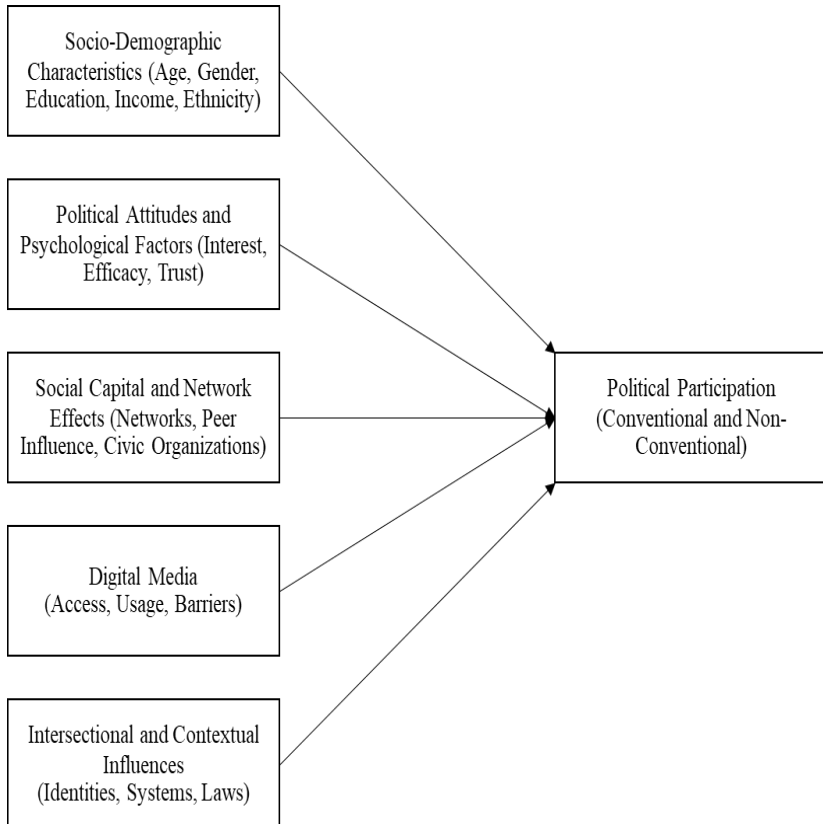 Socio-Demographic
Characteristics (Age, Gender,
Education, Income, Ethnicity)
Political Attitudes and
Psychological Factors (Interest,
Efficacy, Trust)
Social Capital and Network
Effects (Networks, Peer
Influence, Civic Organizations)
Digital Media
(Access, Usage, Barriers)
Intersectional and Contextual
Influences
(Identities, Systems, Laws)
Political Participation
(Conventional and Non-
Conventional)